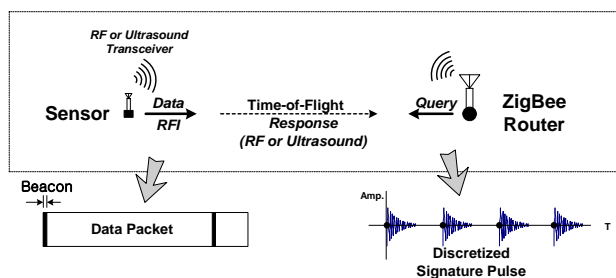 RF or Ultrasound
Transceiver
Sensor
Data
RFI
Time-of-Flight
Response
(RF or Ultrasound)
Query
ZigBee
Router
Beacon
Data Packet
Amp.
T
Discretized
Signature Pulse